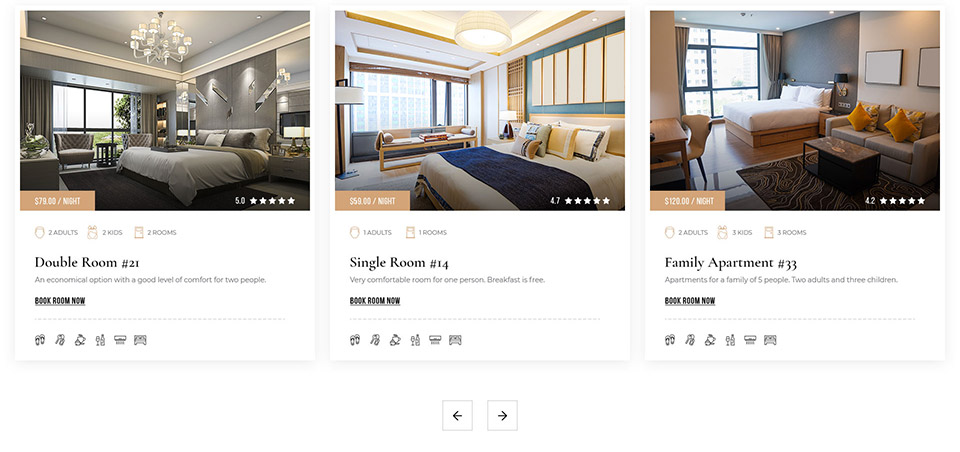 $79.00 / NIGHT
5.0
2 ADULTS 2 KIDS 2 ROOMS
Double Room #21
An economical option with a good level of comfort for two people.
BOOK ROOM NOW
$59.00 / NIGHT
4.7
1 ADULTS 1 ROOMS
Single Room #14
Very comfortable room for one person. Breakfast is free.
BOOK ROOM NOW
$120.00 / NIGHT
4.2
2 ADULTS 3 KIDS 3 ROOMS
Family Apartment #33
Apartments for a family of 5 people. Two adults and three children.
BOOK ROOM NOW